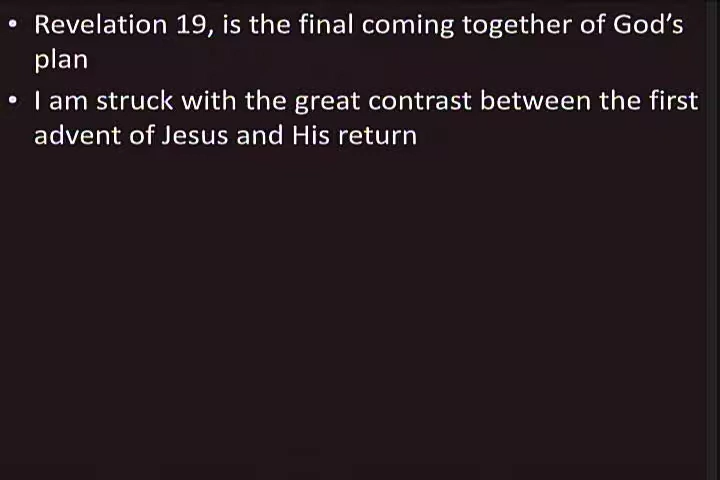 • Revelation 19, is the final coming together of God’s
plan
• I am struck with the great contrast between the first
advent of Jesus and His return